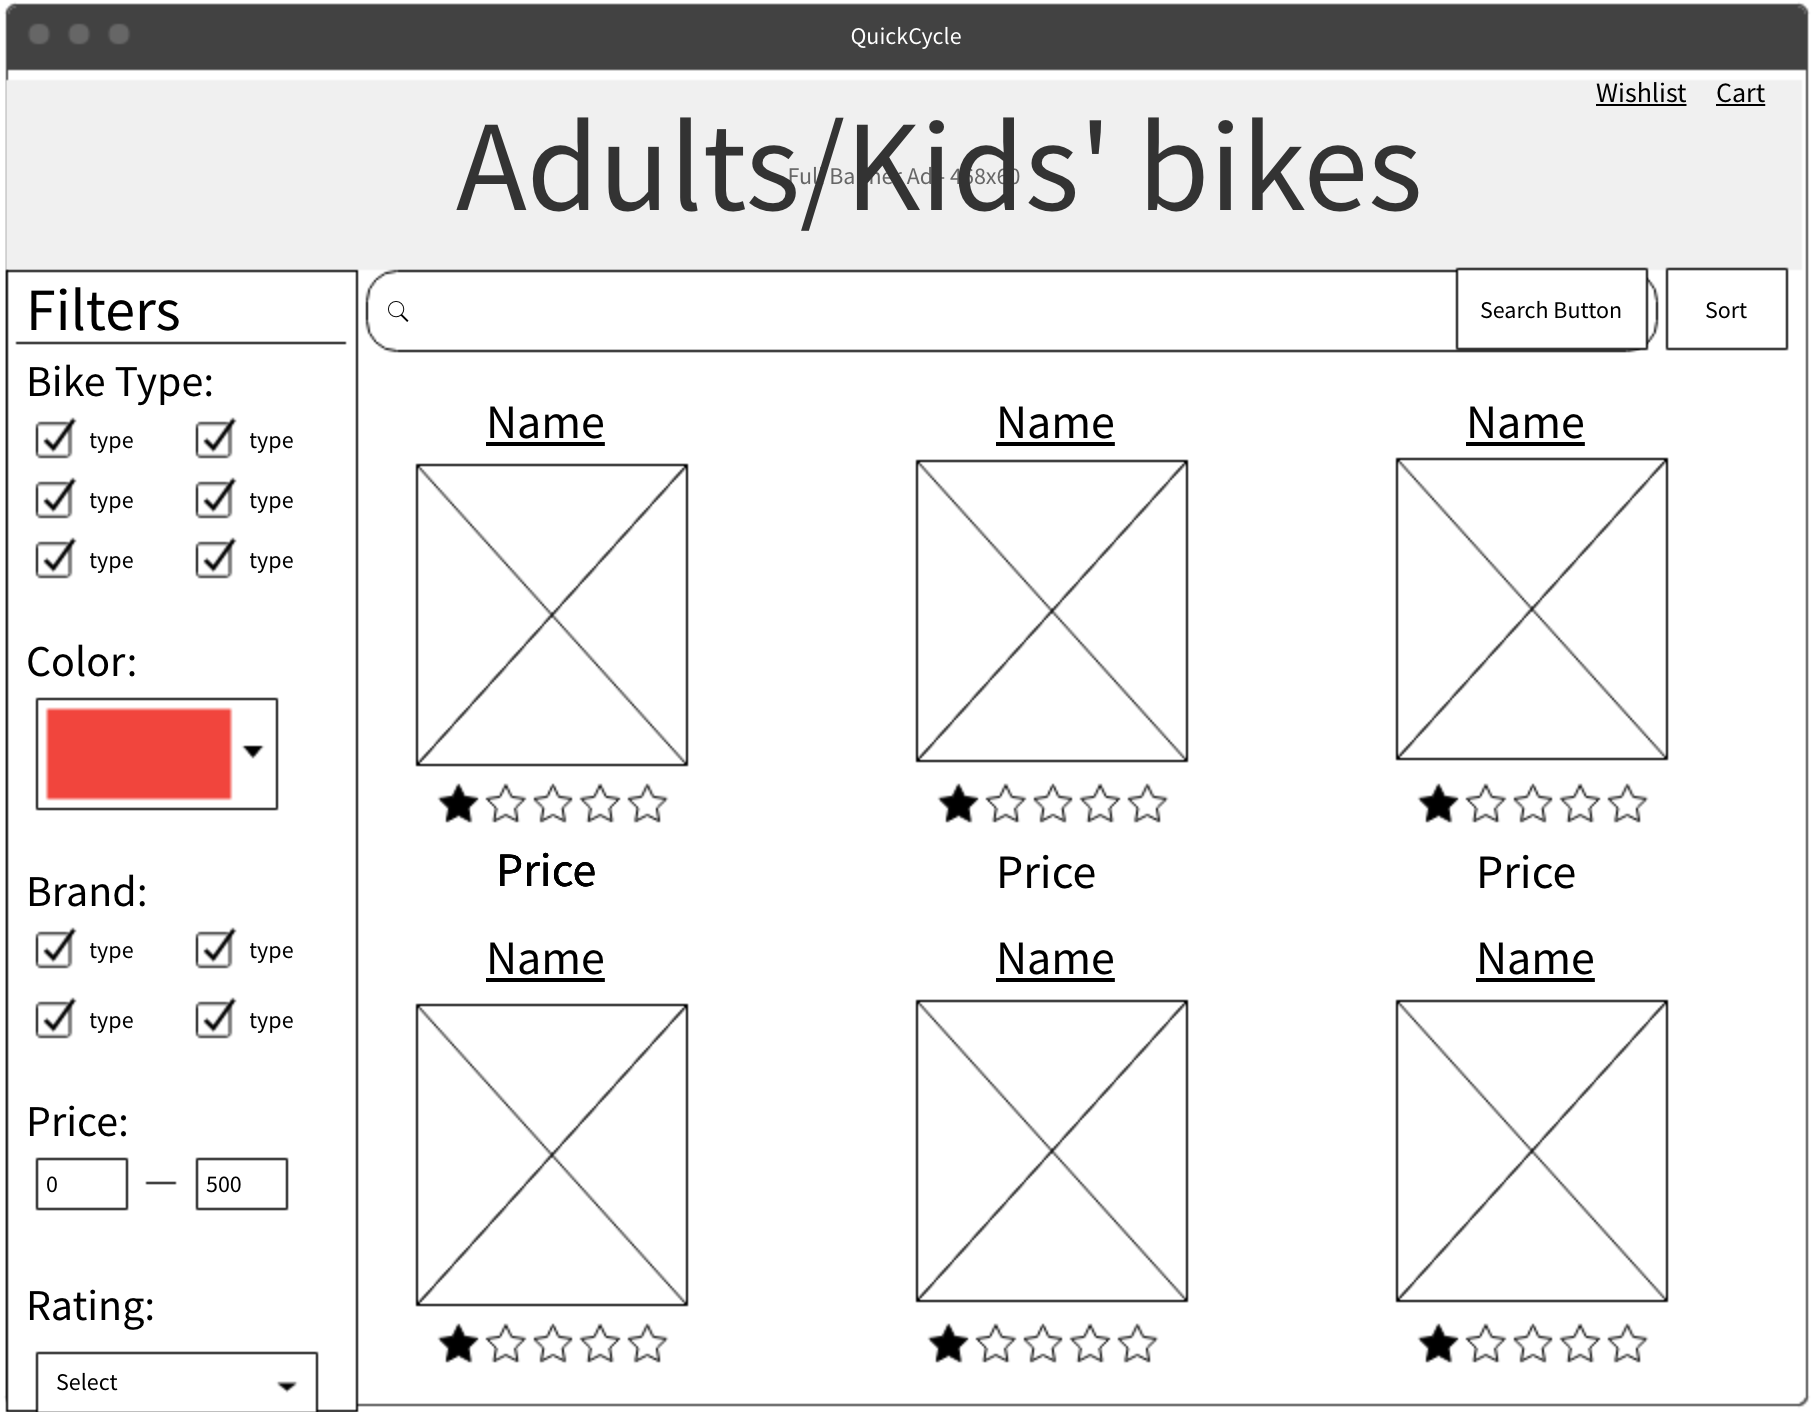 QuickCycle
Wishlist Cart
Adults/Kids' bikes
Full Banner Ad - 468x60
Filters
Search Button Sort
Bike Type:
type type
type type
type type
Color:
Brand:
type type
type type
Price:
0 — 500
Rating:
Select
Name Name Name
Price Price Price
Name Name Name